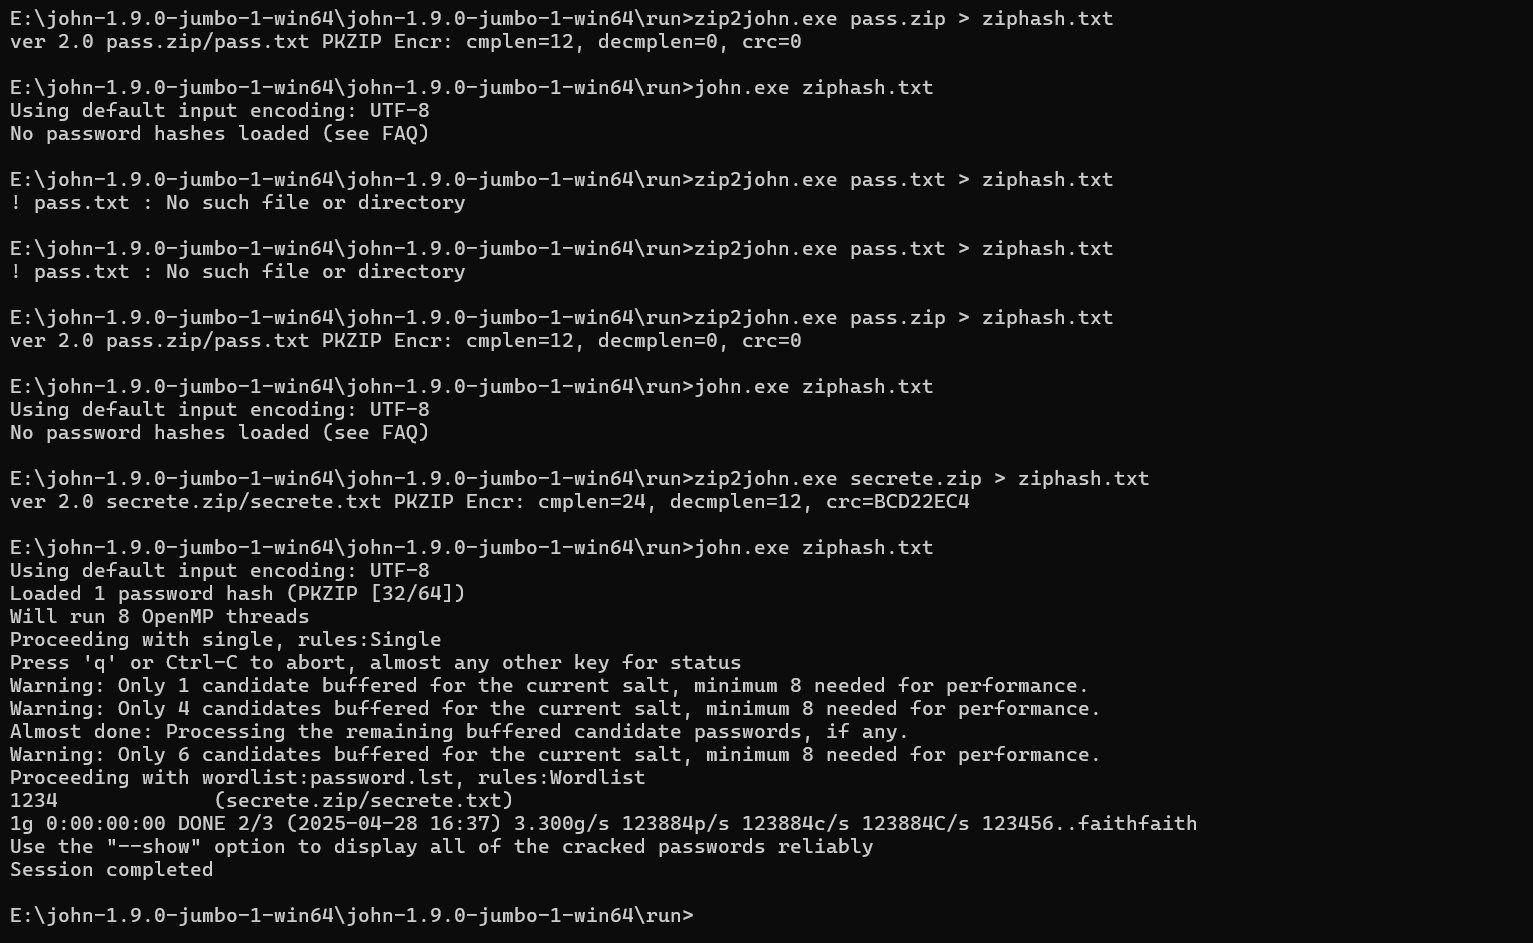 E:\john-1.9.0-jumbo-1-win64\john-1.9.0-jumbo-1-win64\run>zip2john.exe pass.zip > ziphash.txt
ver 2.0 pass.zip/pass.txt PKZIP Encr: cmplen=12, decmplen=0, crc=0
E:\john-1.9.0-jumbo-1-win64\john-1.9.0-jumbo-1-win64\run>john.exe ziphash.txt
Using default input encoding: UTF-8
No password hashes loaded (see FAQ)
E:\john-1.9.0-jumbo-1-win64\john-1.9.0-jumbo-1-win64\run>zip2john.exe pass.txt > ziphash.txt
! pass.txt : No such file or directory
E:\john-1.9.0-jumbo-1-win64\john-1.9.0-jumbo-1-win64\run>zip2john.exe pass.txt > ziphash.txt
! pass.txt : No such file or directory
E:\john-1.9.0-jumbo-1-win64\john-1.9.0-jumbo-1-win64\run>zip2john.exe pass.zip > ziphash.txt
ver 2.0 pass.zip/pass.txt PKZIP Encr: cmplen=12, decmplen=0, crc=0
E:\john-1.9.0-jumbo-1-win64\john-1.9.0-jumbo-1-win64\run>john.exe ziphash.txt
Using default input encoding: UTF-8
No password hashes loaded (see FAQ)
E:\john-1.9.0-jumbo-1-win64\john-1.9.0-jumbo-1-win64\run>zip2john.exe secrete.zip > ziphash.txt
ver 2.0 secrete.zip/secrete.txt PKZIP Encr: cmplen=24, decmplen=12, crc=BCD22EC4
E:\john-1.9.0-jumbo-1-win64\john-1.9.0-jumbo-1-win64\run>john.exe ziphash.txt
Using default input encoding: UTF-8
Loaded 1 password hash (PKZIP [32/64])
Will run 8 OpenMP threads
Proceeding with single, rules:Single
Press 'q' or Ctrl-C to abort, almost any other key for status
Warning: Only 1 candidate buffered for the current salt, minimum 8 needed for performance.
Warning: Only 4 candidates buffered for the current salt, minimum 8 needed for performance.
Almost done: Processing the remaining buffered candidate passwords, if any.
Warning: Only 6 candidates buffered for the current salt, minimum 8 needed for performance.
Proceeding with wordlist:password.lst, rules:Wordlist
1234             (secrete.zip/secrete.txt)
1g 0:00:00:00 DONE 2/3 (2025-04-28 16:37) 3.300g/s 123884p/s 123884c/s 123884C/s 123456..faithfaith
Use the "--show" option to display all of the cracked passwords reliably
Session completed
E:\john-1.9.0-jumbo-1-win64\john-1.9.0-jumbo-1-win64\run>